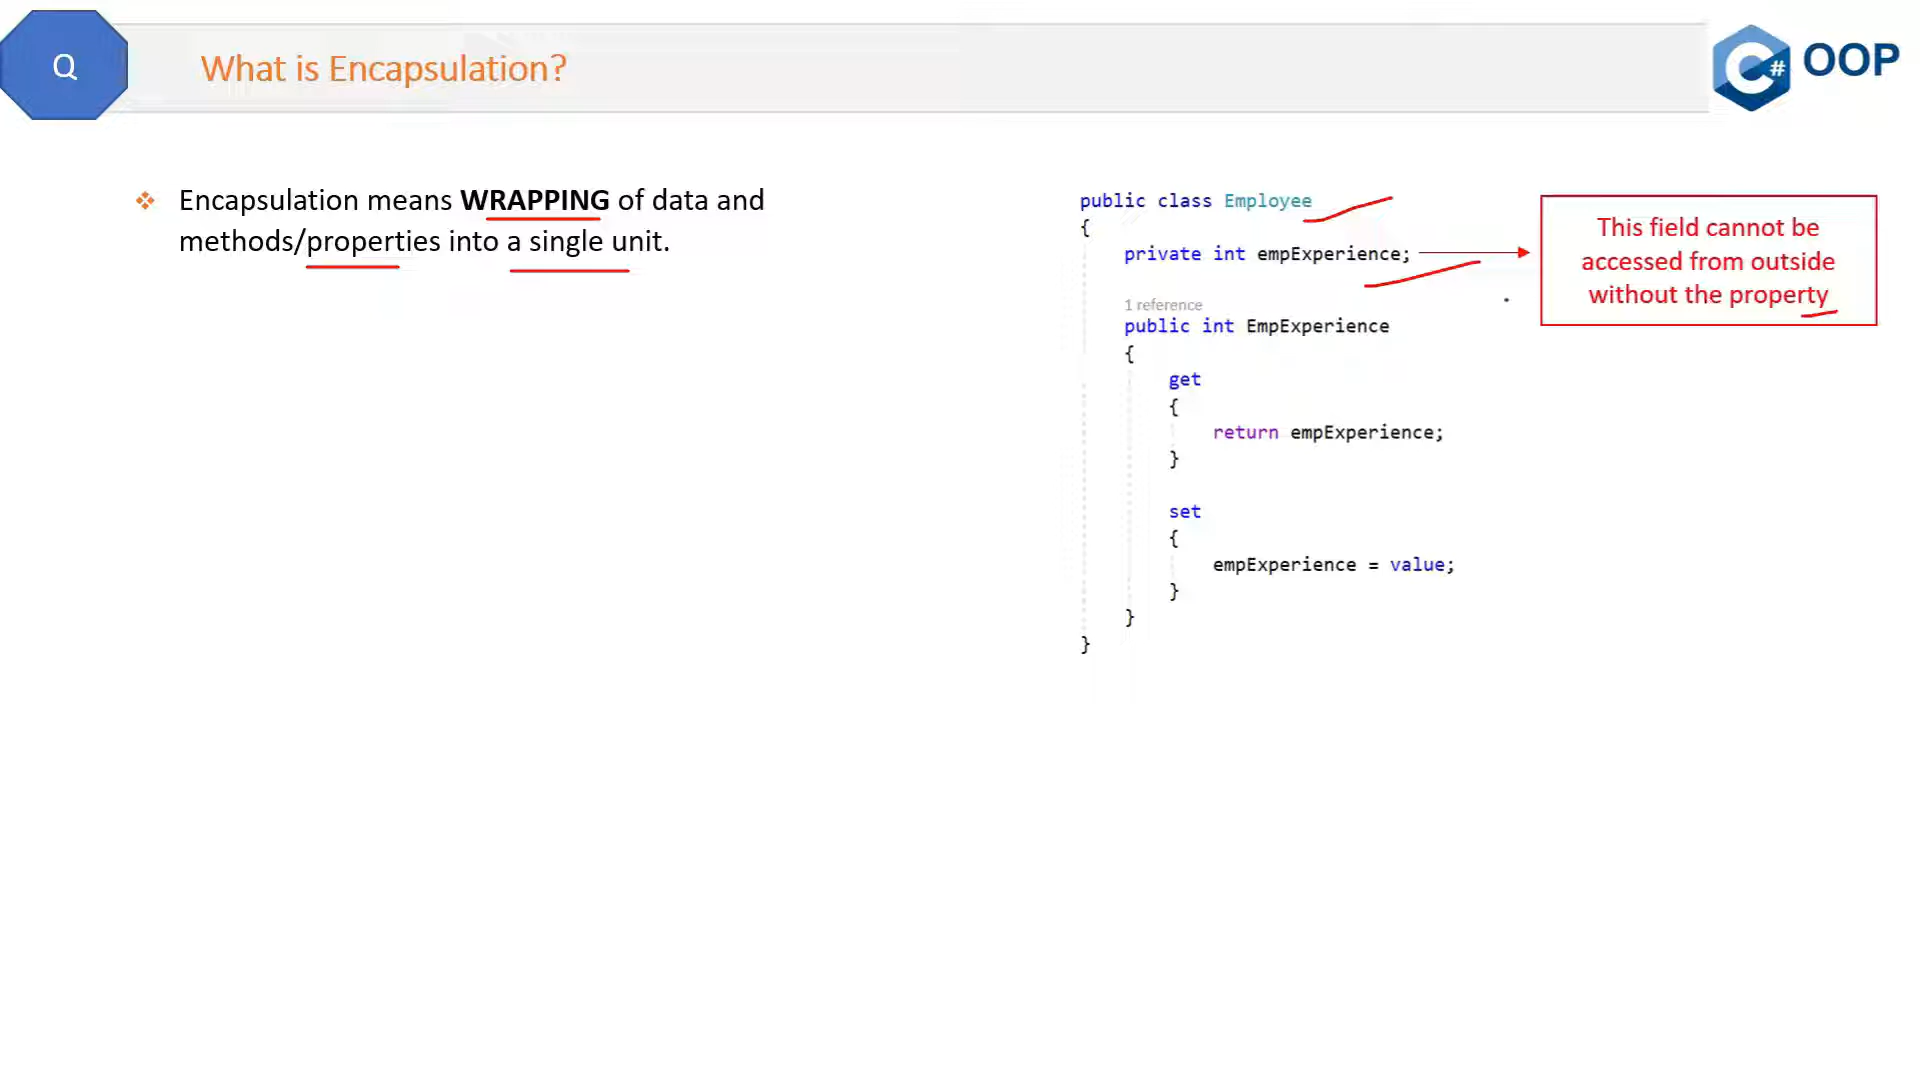 Q
What is Encapsulation?
C# OOP
Encapsulation means WRAPPING of data and
methods/properties into a single unit.
public class Employee
{
private int empExperience;
1 reference
public int EmpExperience
{
get
{
return empExperience;
}
set
{
empExperience = value;
}
}
}
This field cannot be
accessed from outside
without the property